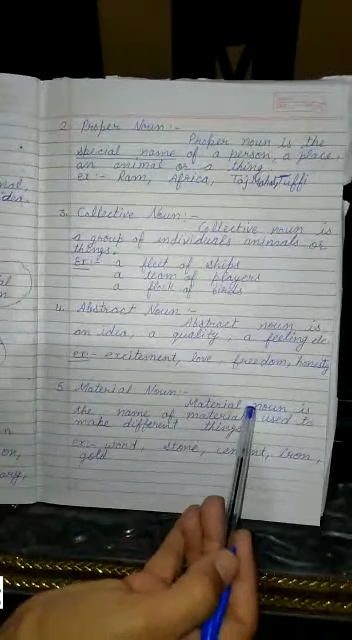 2. Proper Noun :-
Proper noun is the
special name of a person, a place,
an animal or a thing
ex :- Ram, Africa, Taj Mahal, Tuffi
3. Collective Noun :-
Collective noun is
a group of individuals animals or
things.
Ex :- a fleet of ships
a team of players
a flock of birds
4. Abstract Noun :-
Abstract noun is
an idea, a quality, a feeling etc
ex :- excitement, love freedom, honesty
5 Material Noun :-
Material noun is
the name of material used to
make different things
ex :- wood, stone, cement, iron,
gold